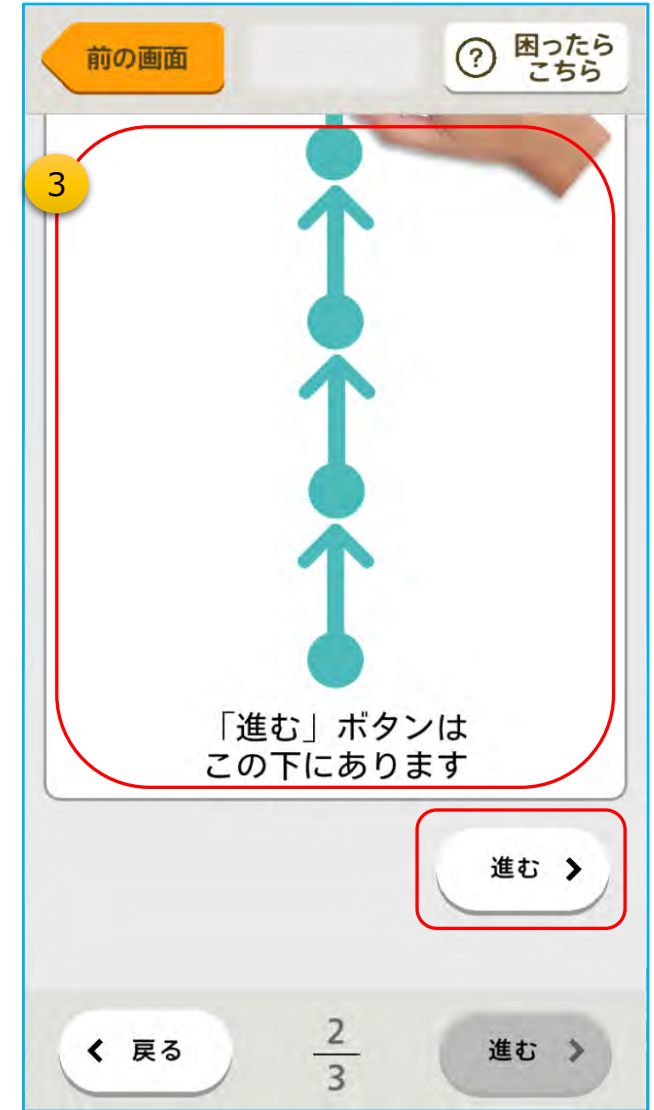 前の画面
? 困ったら
こちら
3
「進む」ボタンは
この下にあります
進む
戻る
2
3
進む